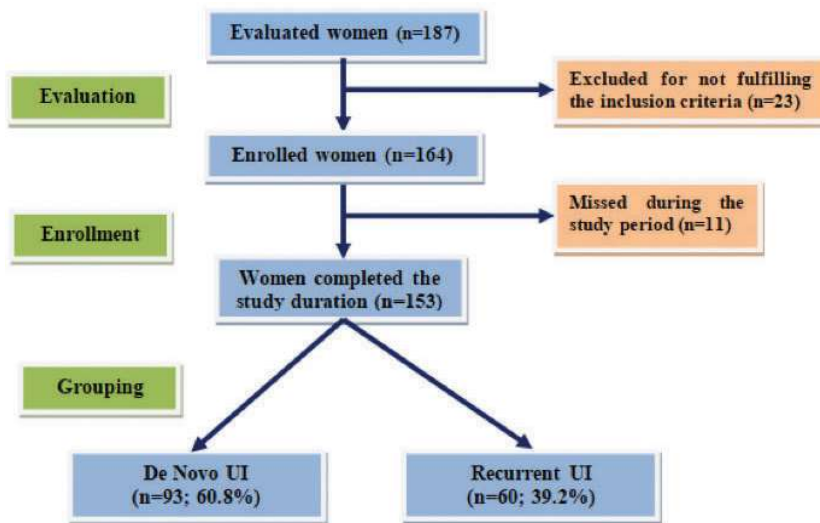 Evaluated women (n=187)
Evaluation
Excluded for not fulfilling
the inclusion criteria (n=23)
Enrolled women (n=164)
Enrollment
Missed during the
study period (n=11)
Women completed the
study duration (n=153)
Grouping
De Novo UI
(n=93; 60.8%)
Recurrent UI
(n=60; 39.2%)